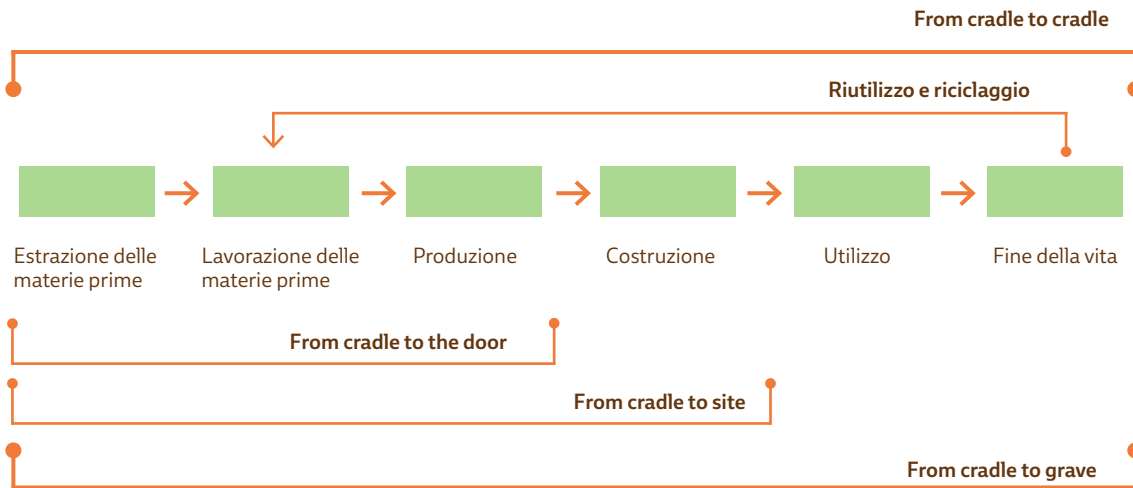 From cradle to cradle
Riutilizzo e riciclaggio
Estrazione delle
materie prime
Lavorazione delle
materie prime
Produzione
Costruzione
Utilizzo
Fine della vita
From cradle to the door
From cradle to site
From cradle to grave